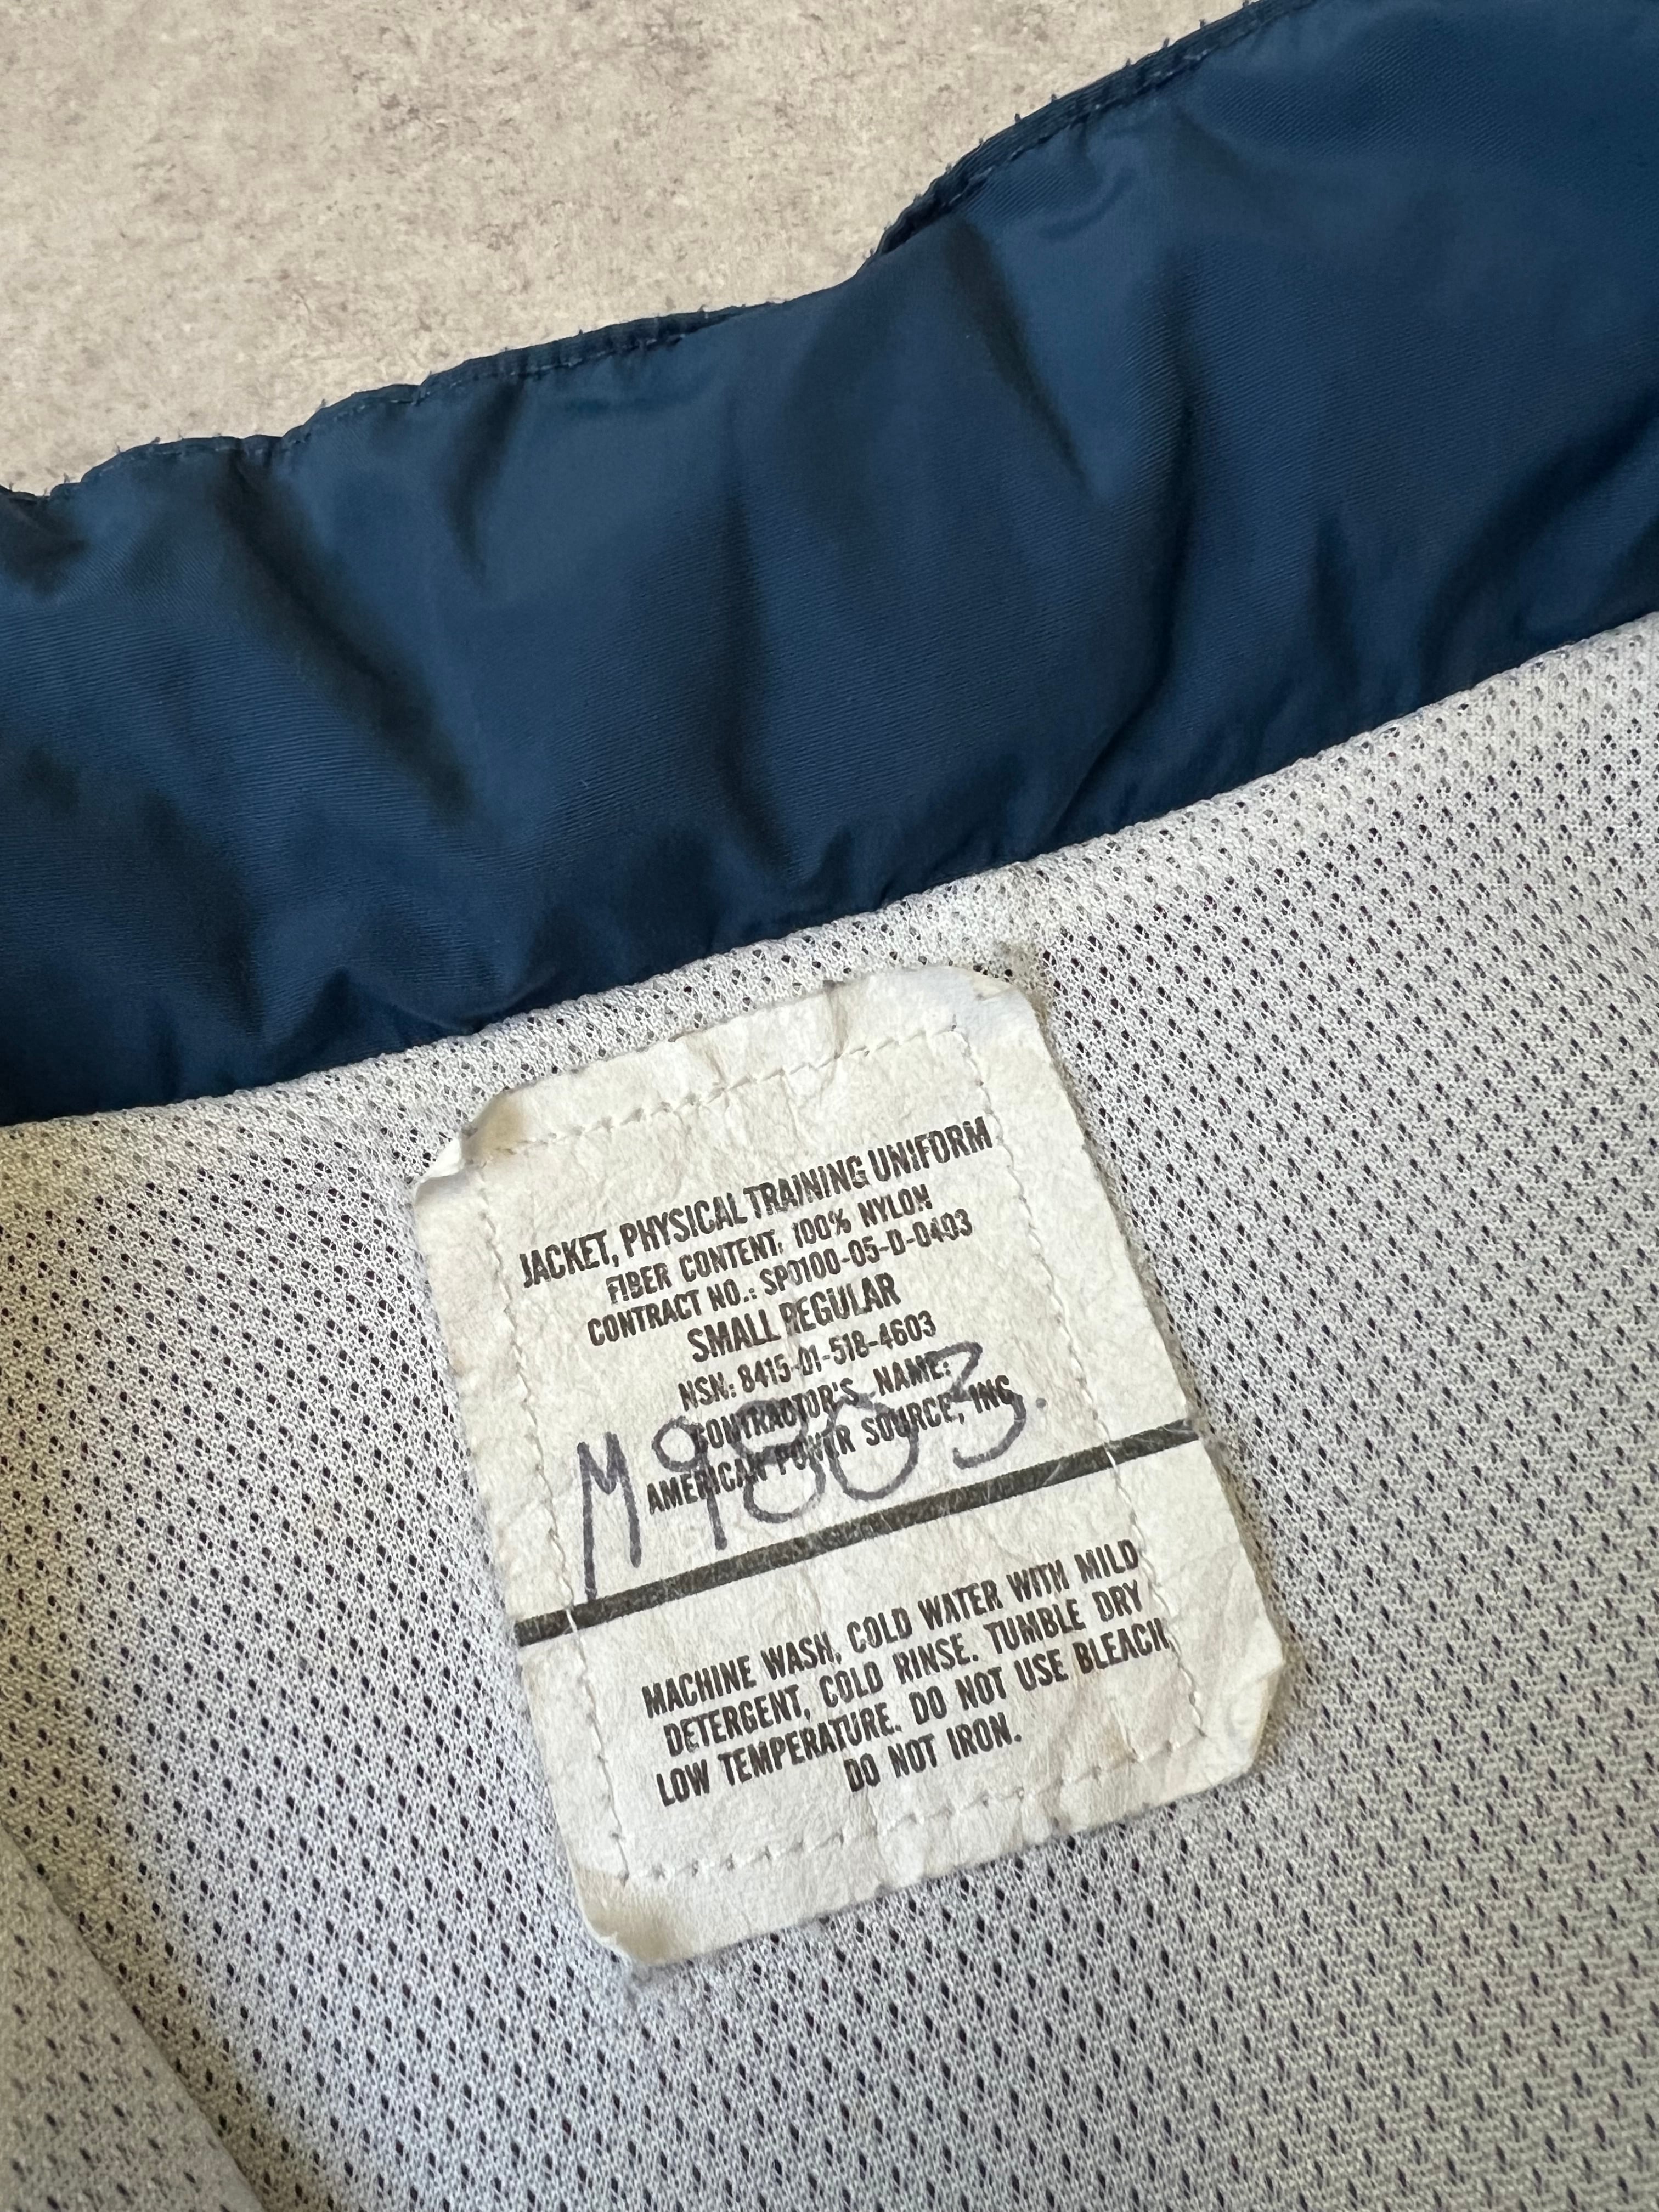 JACKET, PHYSICAL TRAINING UNIFORM
FIBER CONTENT: 100% NYLON
CONTRACT NO.: SP0100-05-D-0403
SMALL REGULAR
NSN: 8415-01-518-4603
CONTRACTOR'S NAME:
AMERICAN POWER SOURCE, INC.
M9803
MACHINE WASH, COLD WATER WITH MILD
DETERGENT, COLD RINSE. TUMBLE DRY
LOW TEMPERATURE. DO NOT USE BLEACH,
DO NOT IRON.